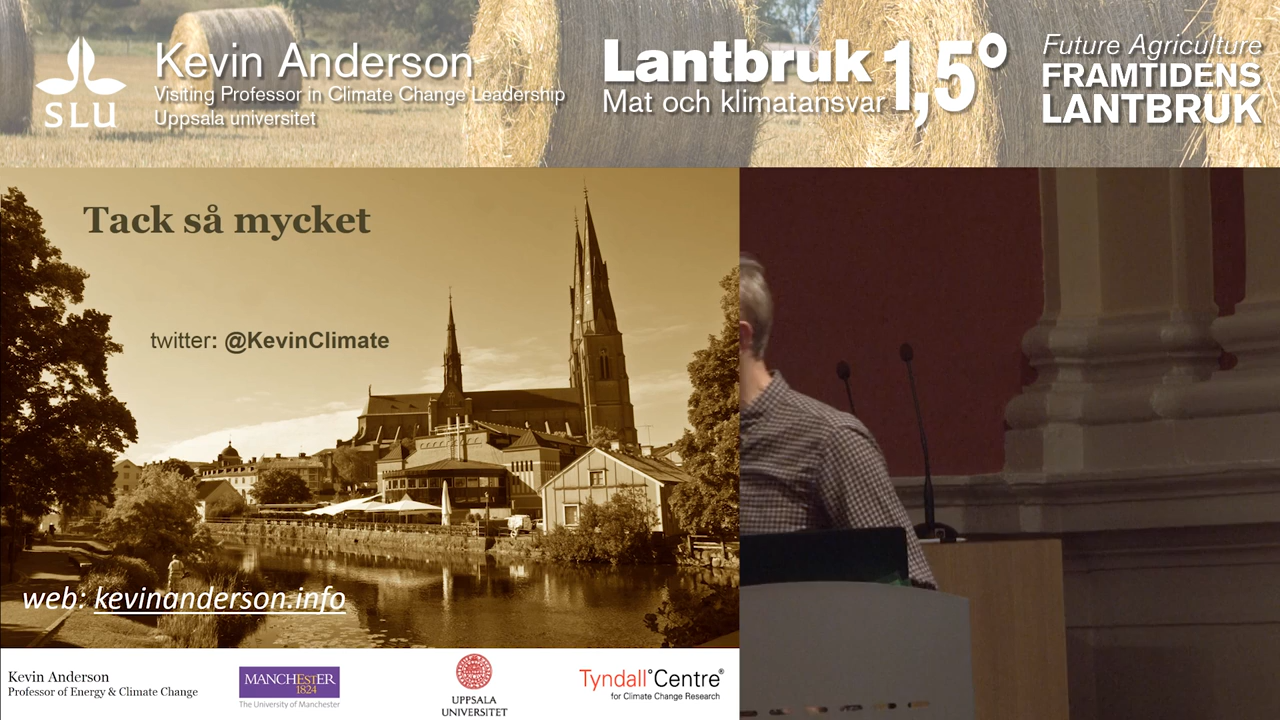 SLU
Kevin Anderson
Visiting Professor in Climate Change Leadership
Uppsala universitet
Lantbruk 1,5°
Mat och klimatansvar
Future Agriculture
FRAMTIDENS
LANTBRUK
Tack så mycket
twitter: @KevinClimate
web: kevinanderson.info
Kevin Anderson
Professor of Energy & Climate Change
MANCHESTER
1824
The University of Manchester
UPPSALA
UNIVERSITET
Tyndall°Centre®
for Climate Change Research